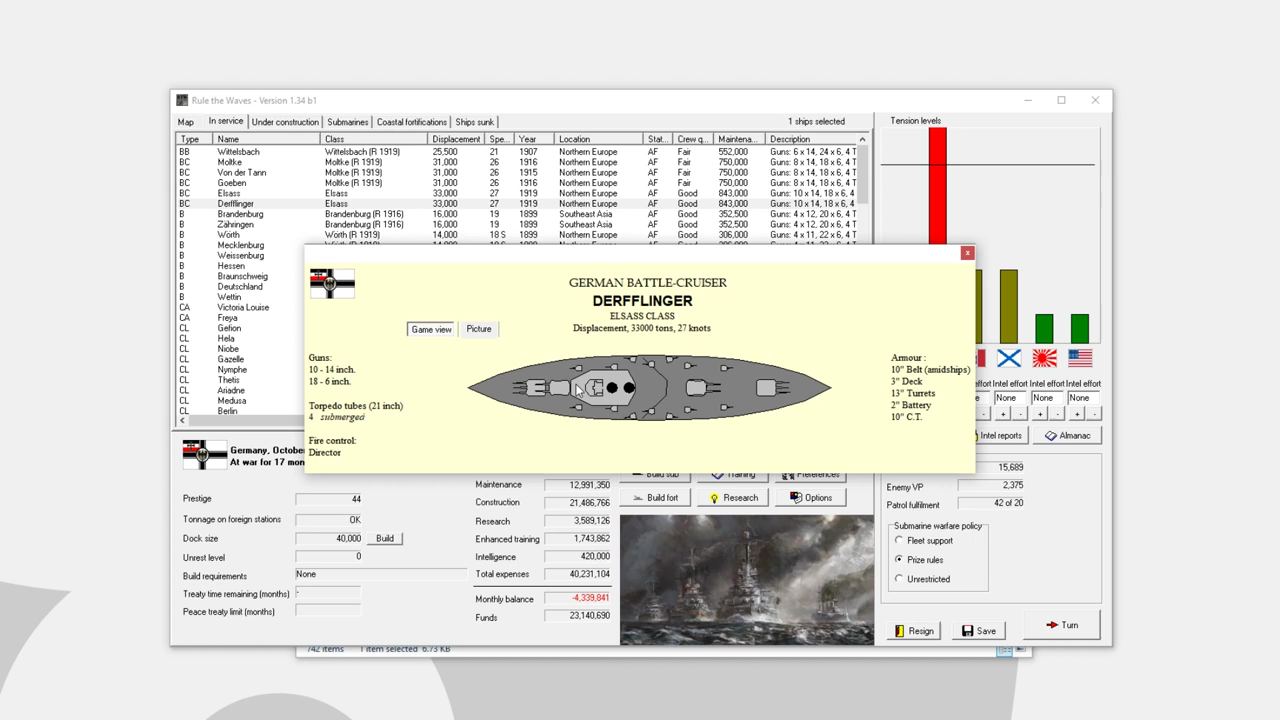 Rule the Waves - Version 1.34 b1
Map In service Under construction Submarines Coastal fortifications Ships sunk 1 ships selected Tension levels
Type Name Class Displacement Spe... Year Location Stat... Crew q... Maintena... Description
BB Wittelsbach Wittelsbach (R 1919) 25,500 21 1907 Northern Europe AF Fair 552,000 Guns: 6 x 14, 24 x 6, 4 T
BC Moltke Moltke (R 1919) 31,000 26 1916 Northern Europe AF Fair 750,000 Guns: 8 x 14, 18 x 6, 4 T
BC Von der Tann Moltke (R 1919) 31,000 26 1915 Northern Europe AF Fair 750,000 Guns: 8 x 14, 18 x 6, 4 T
BC Goeben Moltke (R 1919) 31,000 26 1916 Northern Europe AF Fair 750,000 Guns: 8 x 14, 18 x 6, 4 T
BC Elsass Elsass 33,000 27 1919 Northern Europe AF Good 843,000 Guns: 10 x 14, 18 x 6, 4
BC Derfflinger Elsass 33,000 27 1919 Northern Europe AF Good 843,000 Guns: 10 x 14, 18 x 6, 4
B Brandenburg Brandenburg (R 1916) 16,000 19 1899 Southeast Asia AF Good 352,500 Guns: 4 x 12, 20 x 6, 4 T
B Zähringen Brandenburg (R 1916) 16,000 19 1899 Southeast Asia AF Good 352,500 Guns: 4 x 12, 20 x 6, 4 T
B Wörth Wörth (R 1919) 14,000 18 S 1899 Northern Europe AF Good 306,000 Guns: 4 x 11, 22 x 6, 4 T
B Mecklenburg
B Weissenburg
B Hessen
B Braunschweig
B Deutschland
B Wettin
CA Victoria Louise
CA Freya
CL Gefion
CL Hela
CL Niobe
CL Gazelle
CL Nymphe
CL Thetis
CL Ariadne
CL Medusa
CL Berlin
GERMAN BATTLE-CRUISER
DERFFLINGER
ELSASS CLASS
Displacement, 33000 tons, 27 knots
Game view Picture
Guns:
10 - 14 inch.
18 - 6 inch.
Torpedo tubes (21 inch)
4 submerged
Fire control:
Director
Armour :
10" Belt (amidships)
3" Deck
13" Turrets
2" Battery
10" C.T.
effort Intel effort Intel effort Intel effort
None None None
+ - + - + -
Intel reports Almanac
Germany, October
At war for 17 mon
Prestige 44
Tonnage on foreign stations OK
Dock size 40,000 Build
Unrest level 0
Build requirements None
Treaty time remaining (months) -
Peace treaty limit (months)
Maintenance 12,991,350
Construction 21,486,766
Research 3,589,126
Enhanced training 1,743,862
Intelligence 420,000
Total expenses 40,231,104
Monthly balance -4,339,841
Funds 23,140,690
Build sub Training Preferences
Build fort Research Options
15,689
Enemy VP 2,375
Patrol fulfilment 42 of 20
Submarine warfare policy
Fleet support
Prize rules
Unrestricted
Resign Save Turn
742 items 1 item selected 6.73 KB